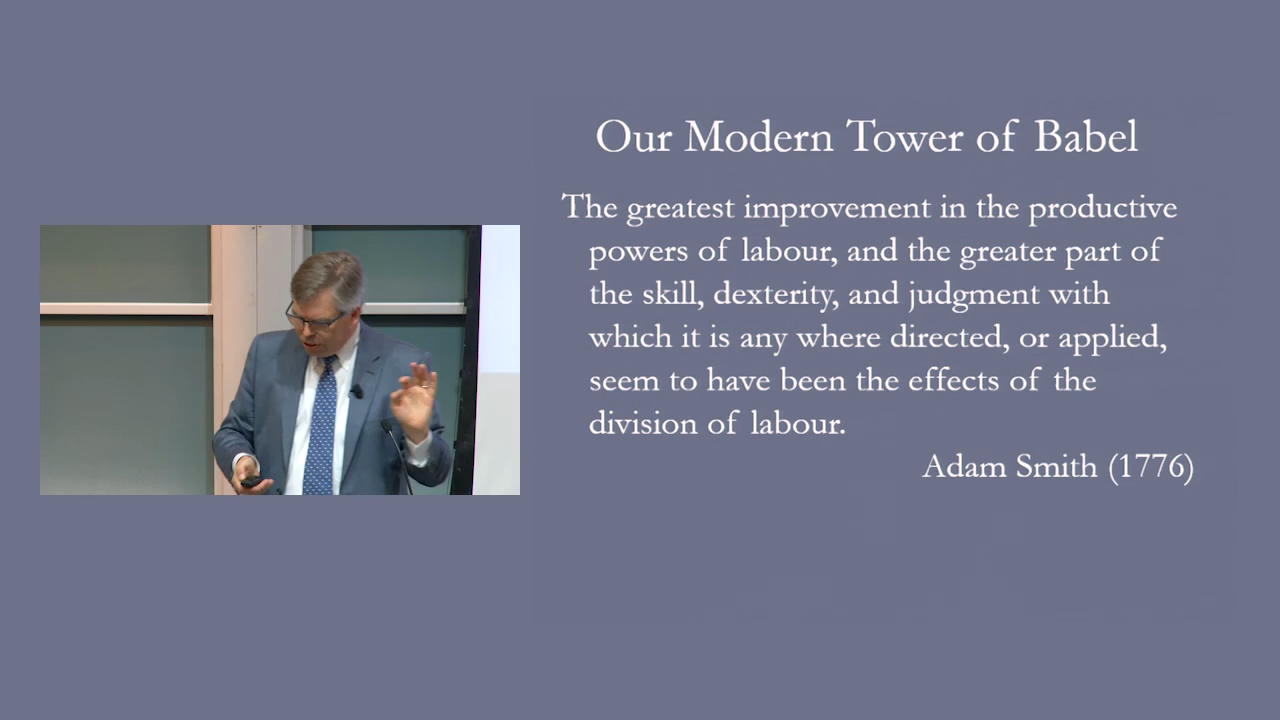 Our Modern Tower of Babel
The greatest improvement in the productive
powers of labour, and the greater part of
the skill, dexterity, and judgment with
which it is any where directed, or applied,
seem to have been the effects of the
division of labour.
Adam Smith (1776)